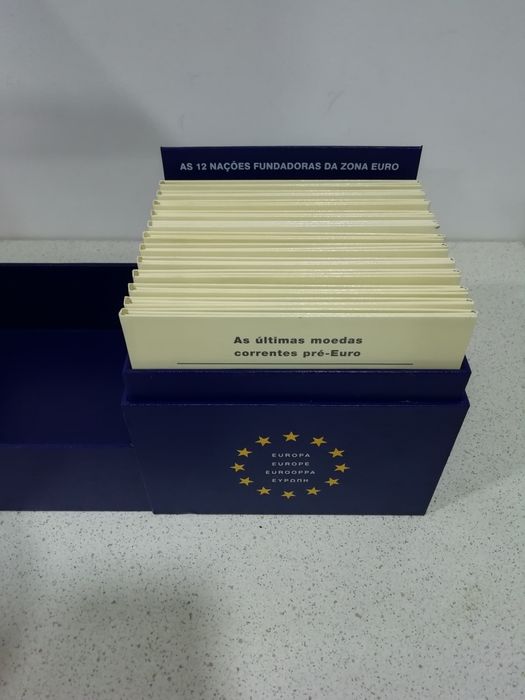 AS 12 NAÇÕES FUNDADORAS DA ZONA EURO
As últimas moedas
correntes pré-Euro
EUROPA
EUROPE
EUROOPPA
ΕΥΡΩΠΗ